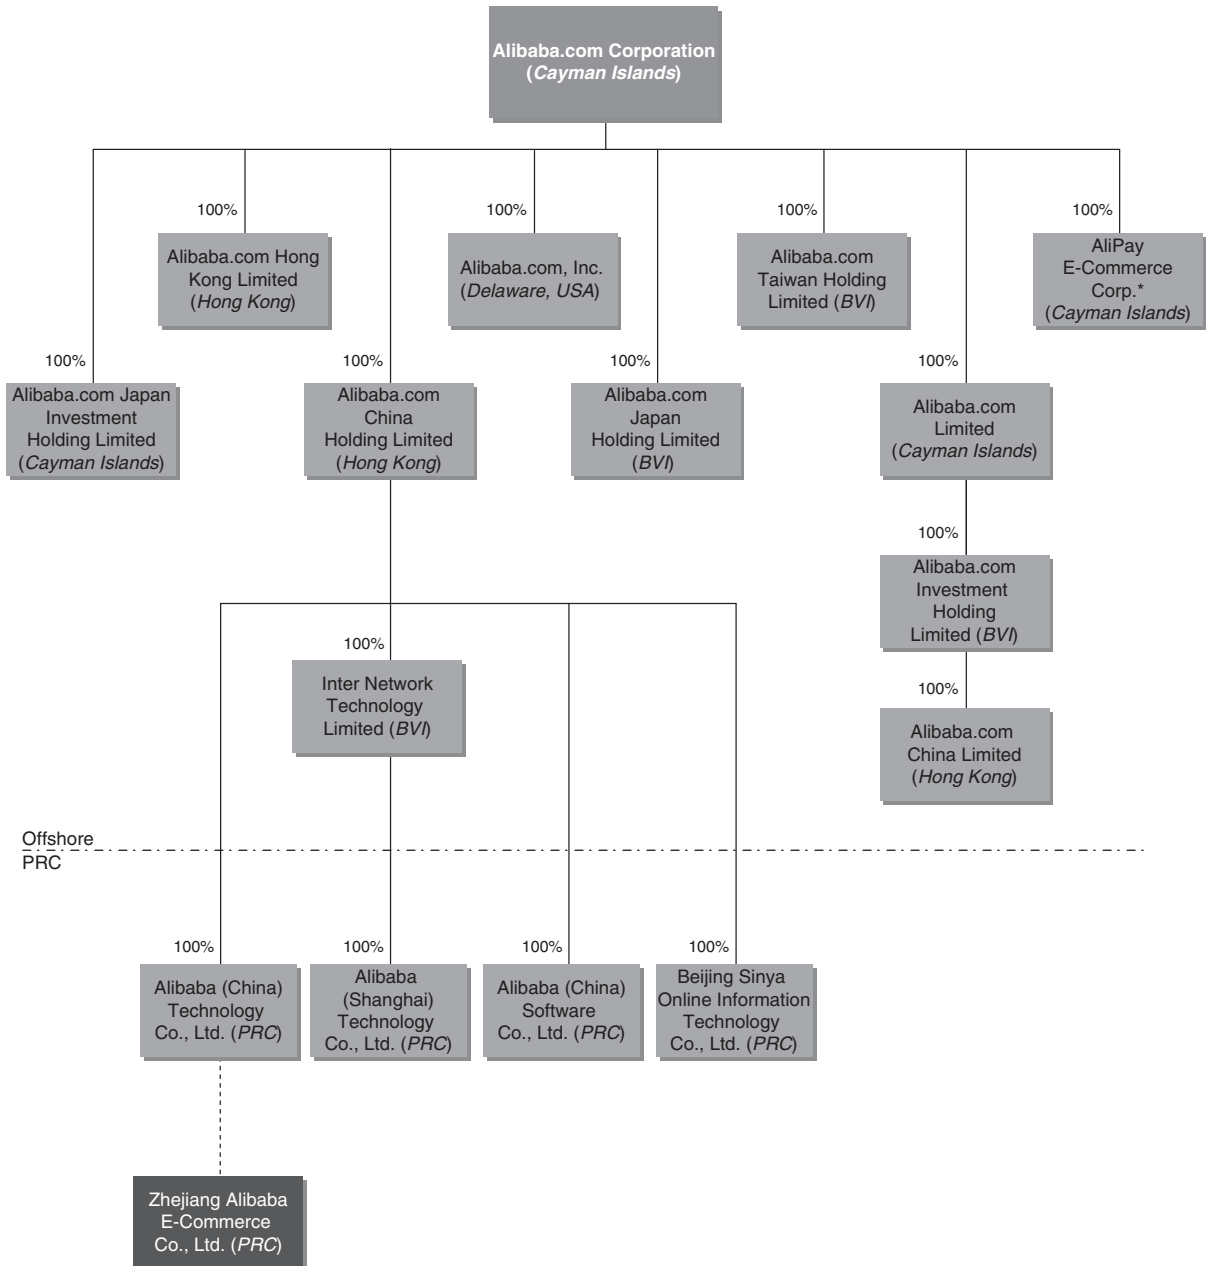 Alibaba.com Corporation
(Cayman Islands)
100%
100%
100%
100%
Alibaba.com Hong
Kong Limited
(Hong Kong)
Alibaba.com, Inc.
(Delaware, USA)
Alibaba.com
Taiwan Holding
Limited (BVI)
AliPay
E-Commerce
Corp.*
(Cayman Islands)
100%
100%
100%
100%
Alibaba.com Japan
Investment
Holding Limited
(Cayman Islands)
Alibaba.com
China
Holding Limited
(Hong Kong)
Alibaba.com
Japan
Holding Limited
(BVI)
Alibaba.com
Limited
(Cayman Islands)
100%
Alibaba.com
Investment
Holding
Limited (BVI)
100%
Inter Network
Technology
Limited (BVI)
100%
Alibaba.com
China Limited
(Hong Kong)
Offshore
PRC
100%
100%
100%
100%
Alibaba (China)
Technology
Co., Ltd. (PRC)
Alibaba
(Shanghai)
Technology
Co., Ltd. (PRC)
Alibaba (China)
Software
Co., Ltd. (PRC)
Beijing Sinya
Online Information
Technology
Co., Ltd. (PRC)
Zhejiang Alibaba
E-Commerce
Co., Ltd. (PRC)